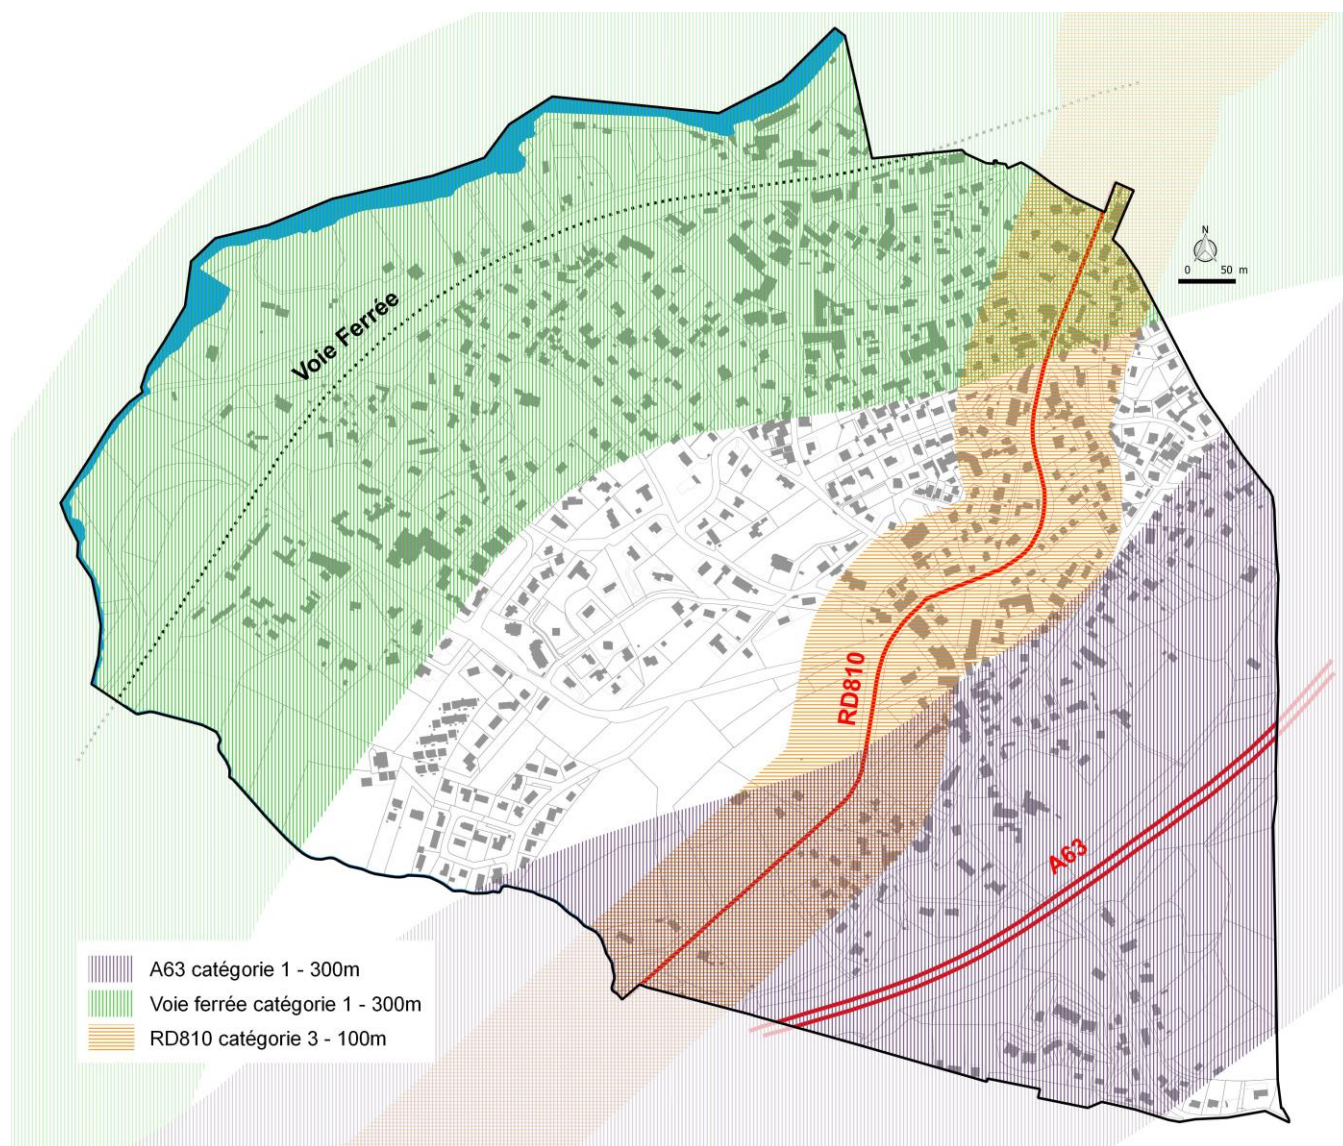 N
0 50 m
Voie Ferrée
RD810
A63
A63 catégorie 1 - 300m
Voie ferrée catégorie 1 - 300m
RD810 catégorie 3 - 100m